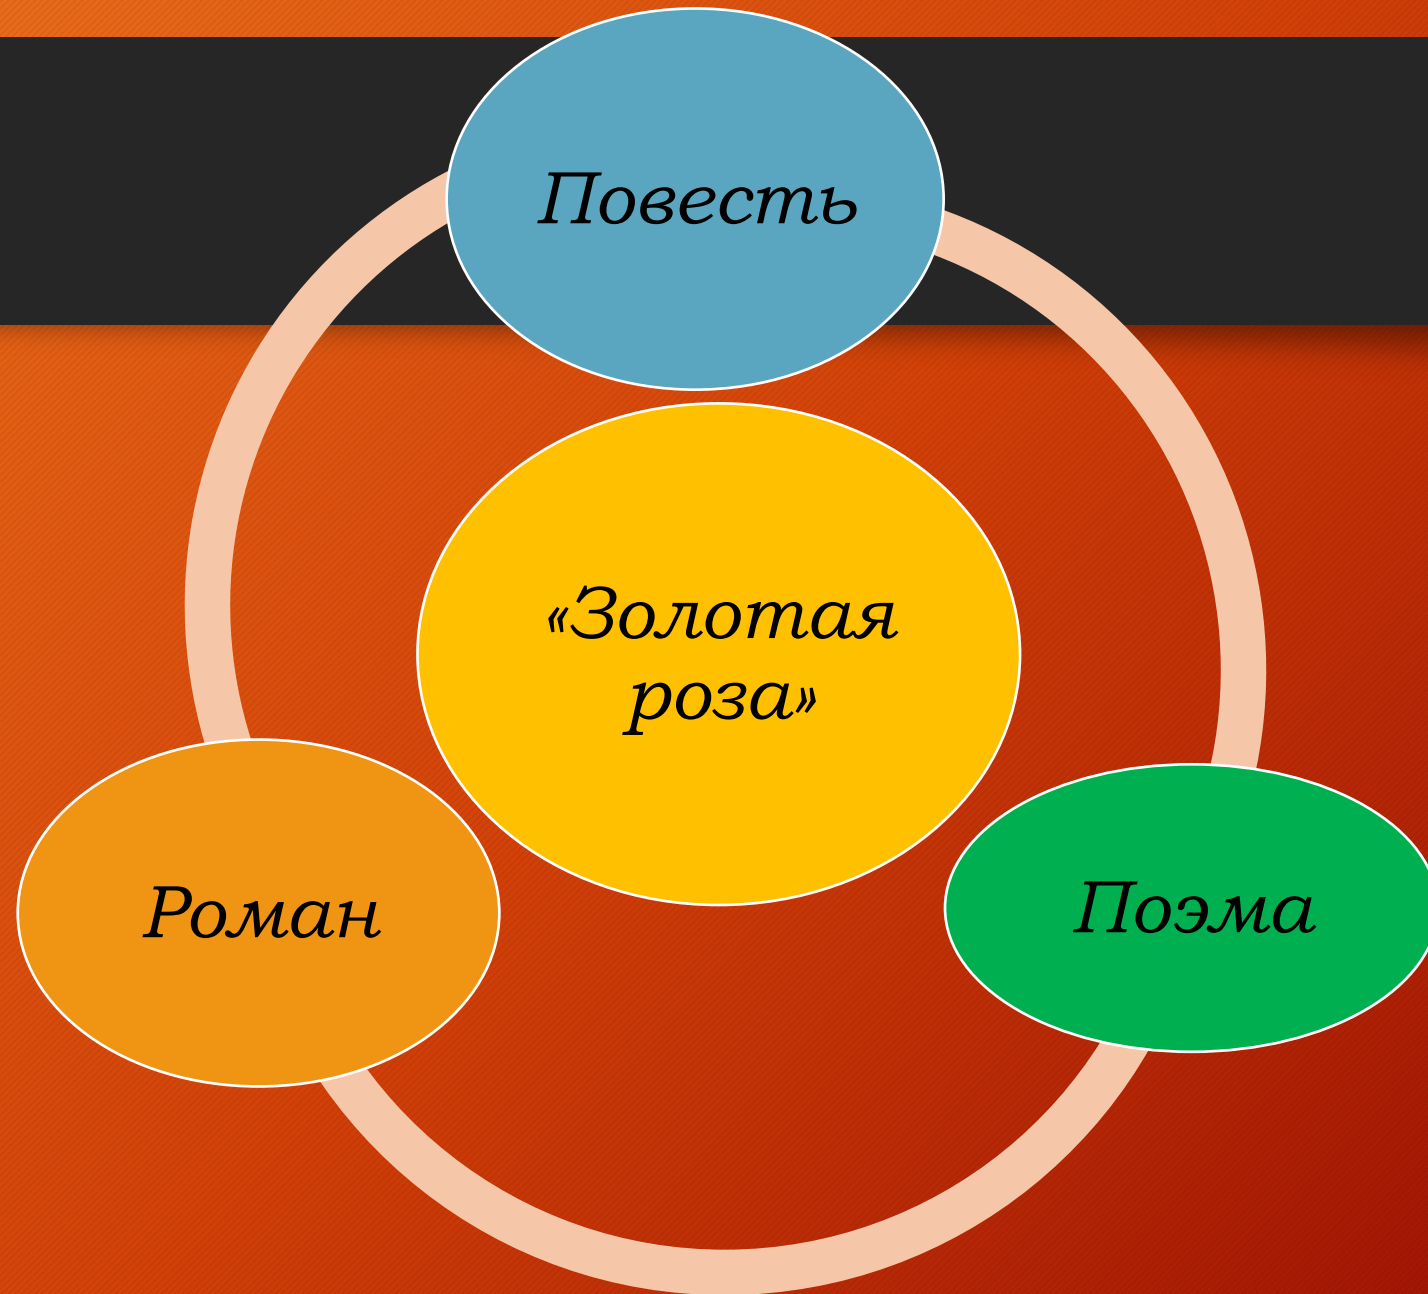 Повесть
«Золотая
роза»
Роман
Поэма